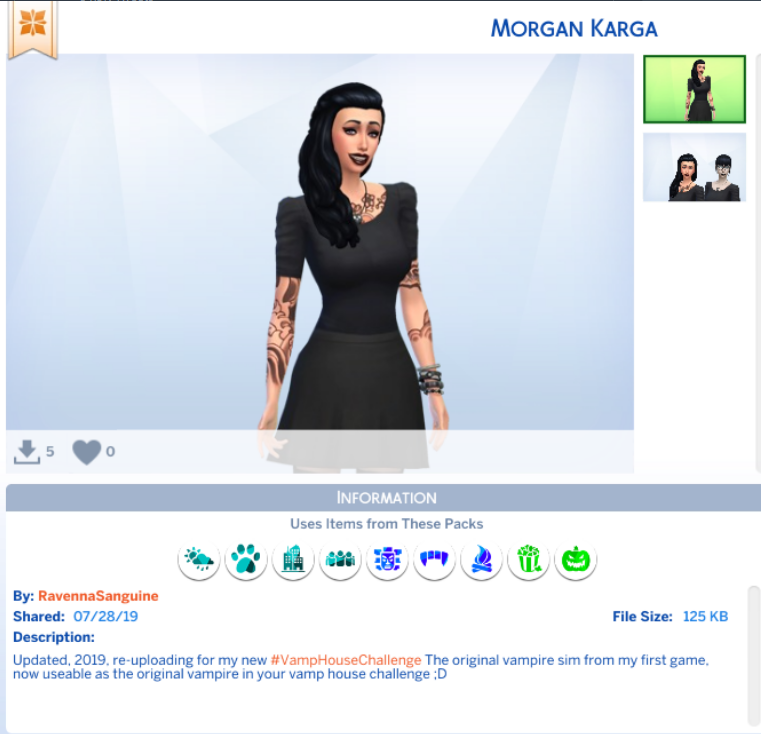 MORGAN KARGA
5
0
INFORMATION
Uses Items from These Packs
By: RavennaSanguine
Shared: 07/28/19
File Size: 125 KB
Description:
Updated, 2019, re-uploading for my new #VampHouseChallenge The original vampire sim from my first game,
now useable as the original vampire in your vamp house challenge ;D